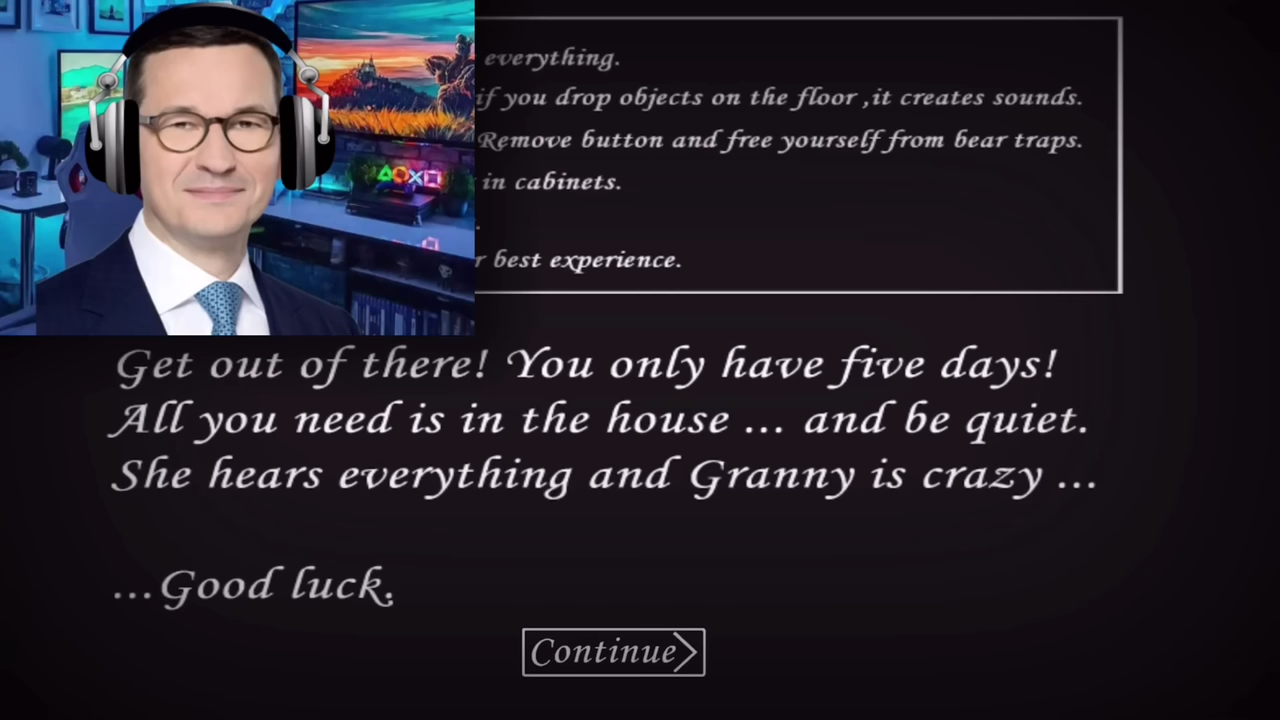 everything.
if you drop objects on the floor ,it creates sounds.
Remove button and free yourself from bear traps.
in cabinets.
.
r best experience.
Get out of there! You only have five days!
All you need is in the house ... and be quiet.
She hears everything and Granny is crazy ...
...Good luck.
Continue